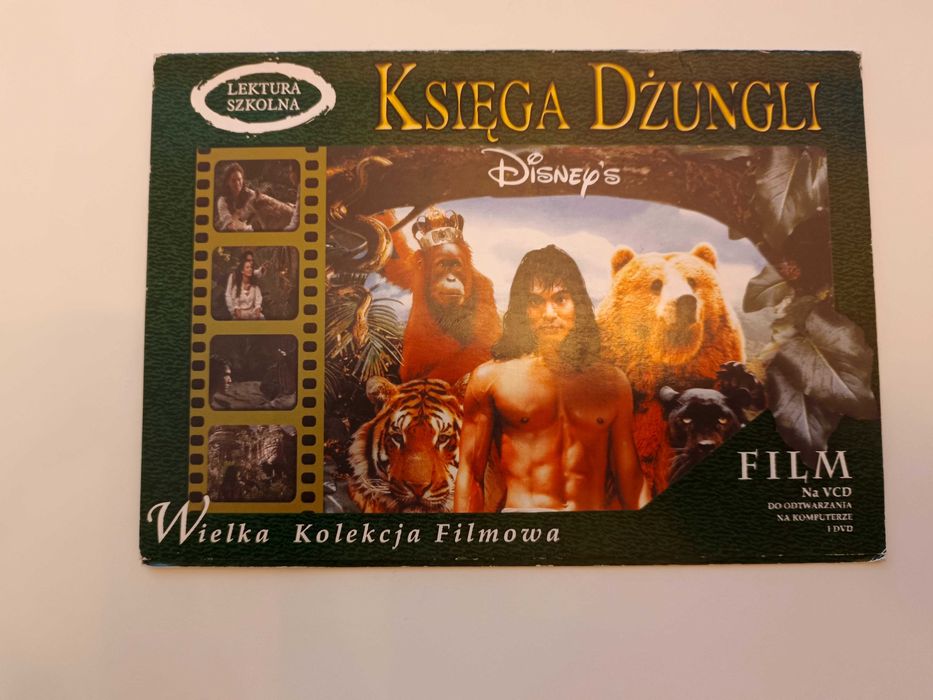 LEKTURA
SZKOLNA
KSIĘGA DŻUNGLI
DISNEY'S
FILM
Na VCD
DO ODTWARZANIA
NA KOMPUTERZE
I DVD
Wielka Kolekcja Filmowa